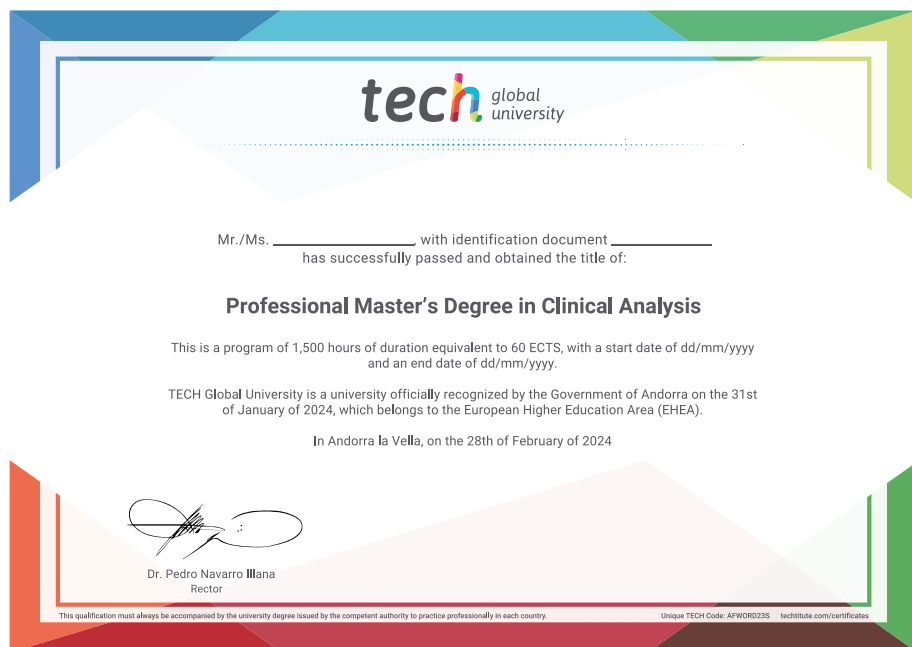 tech global
university
Mr./Ms. ____________________, with identification document ______________
has successfully passed and obtained the title of:
Professional Master's Degree in Clinical Analysis
This is a program of 1,500 hours of duration equivalent to 60 ECTS, with a start date of dd/mm/yyyy
and an end date of dd/mm/yyyy.
TECH Global University is a university officially recognized by the Government of Andorra on the 31st
of January of 2024, which belongs to the European Higher Education Area (EHEA).
In Andorra la Vella, on the 28th of February of 2024
Dr. Pedro Navarro Illana
Rector
This qualification must always be accompanied by the university degree issued by the competent authority to practice professionally in each country.
Unique TECH Code: AFWORD23S techtitute.com/certificates